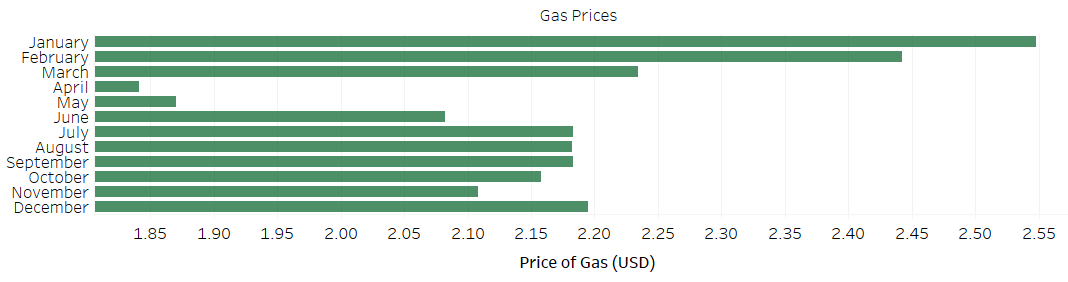 Gas Prices
January
February
March
April
May
June
July
August
September
October
November
December
1.85 1.90 1.95 2.00 2.05 2.10 2.15 2.20 2.25 2.30 2.35 2.40 2.45 2.50 2.55
Price of Gas (USD)